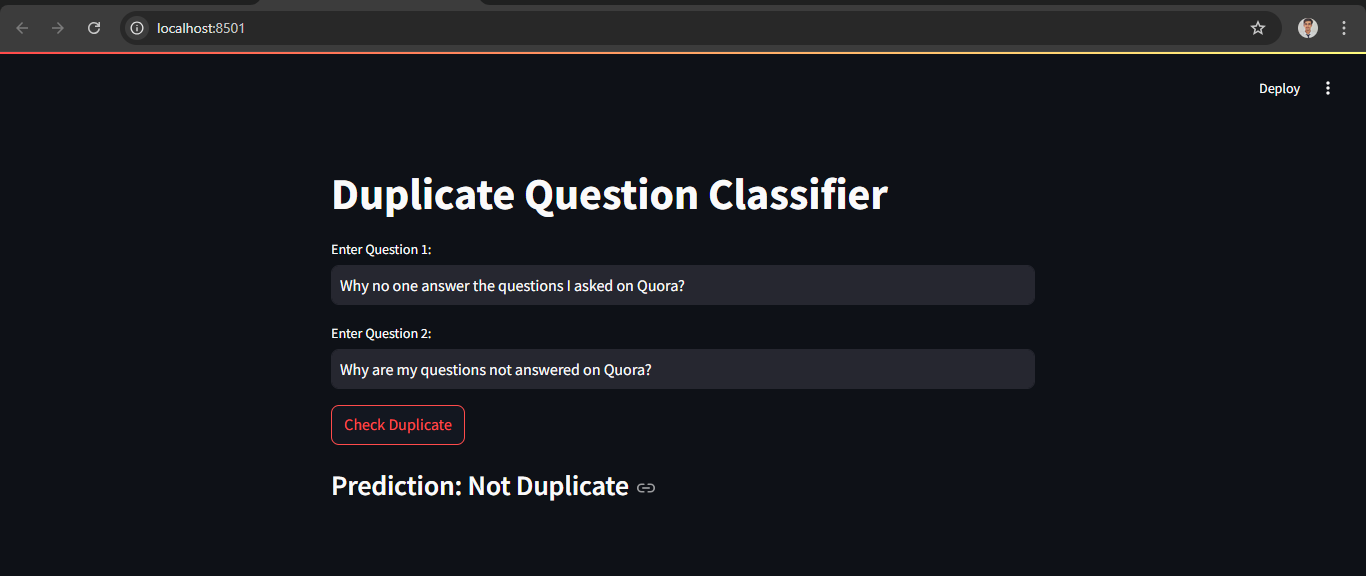 localhost:8501
Deploy
Duplicate Question Classifier
Enter Question 1:
Why no one answer the questions I asked on Quora?
Enter Question 2:
Why are my questions not answered on Quora?
Check Duplicate
Prediction: Not Duplicate